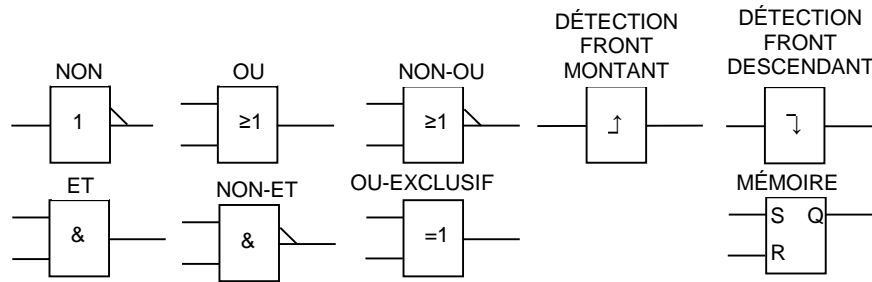 DÉTECTION
FRONT
MONTANT
DÉTECTION
FRONT
DESCENDANT
NON
OU
NON-OU
1
≥1
≥1
ET
NON-ET
OU-EXCLUSIF
MÉMOIRE
&
&
=1
S Q
R